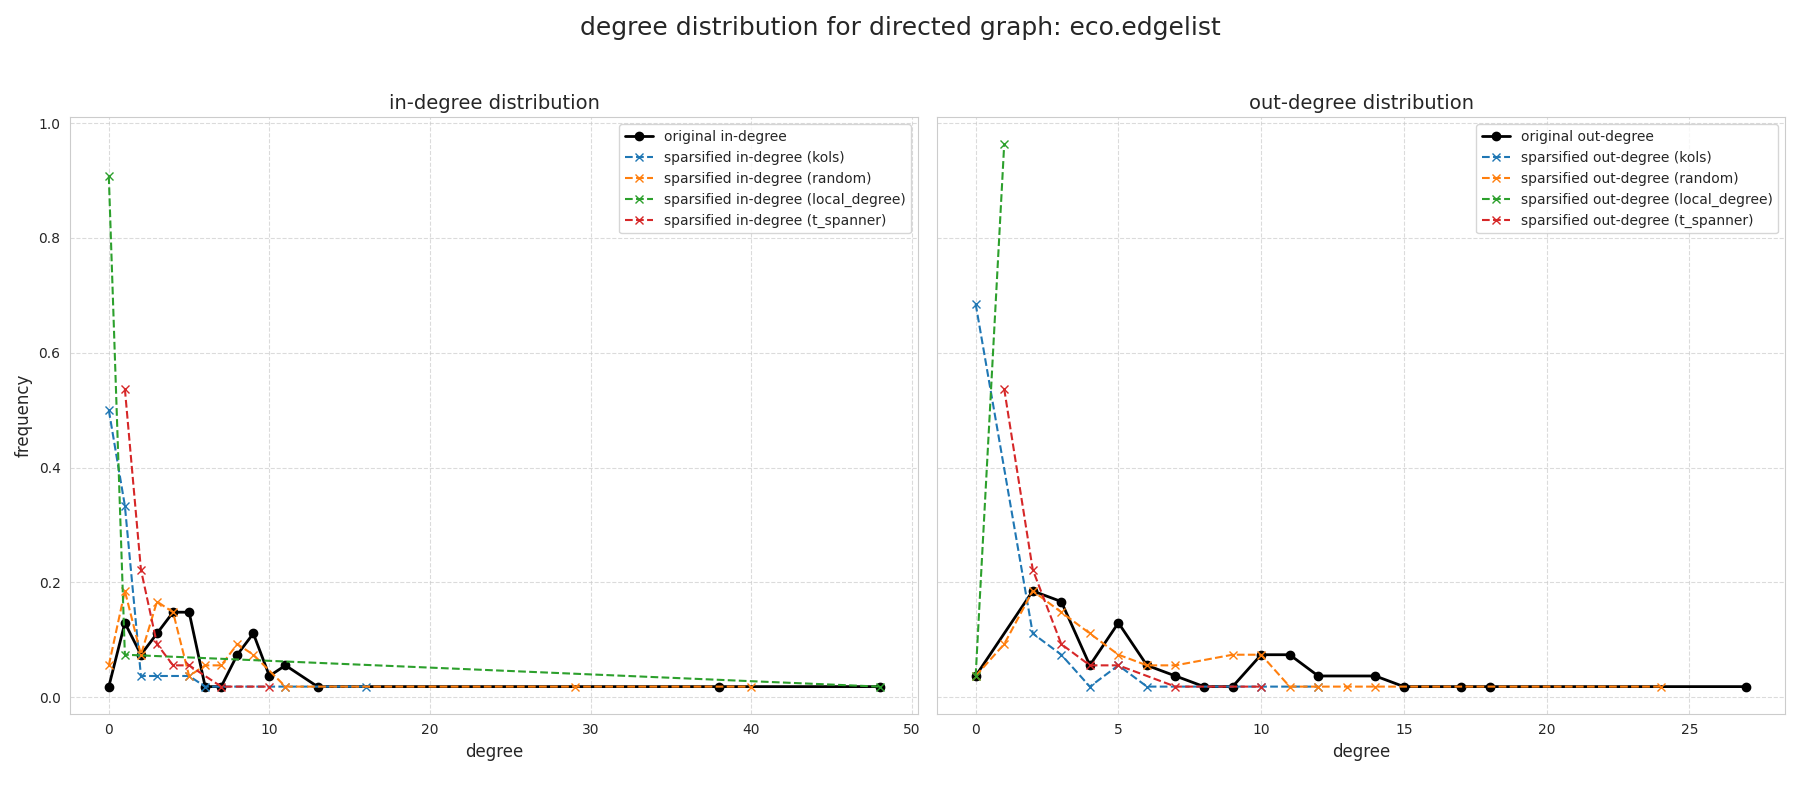 degree distribution for directed graph: eco.edgelist
in-degree distribution
original in-degree
sparsified in-degree (kols)
sparsified in-degree (random)
sparsified in-degree (local_degree)
sparsified in-degree (t_spanner)
1.0
0.8
0.6
0.4
0.2
0.0
frequency
0 10 20 30 40 50
degree
out-degree distribution
original out-degree
sparsified out-degree (kols)
sparsified out-degree (random)
sparsified out-degree (local_degree)
sparsified out-degree (t_spanner)
0 5 10 15 20 25
degree